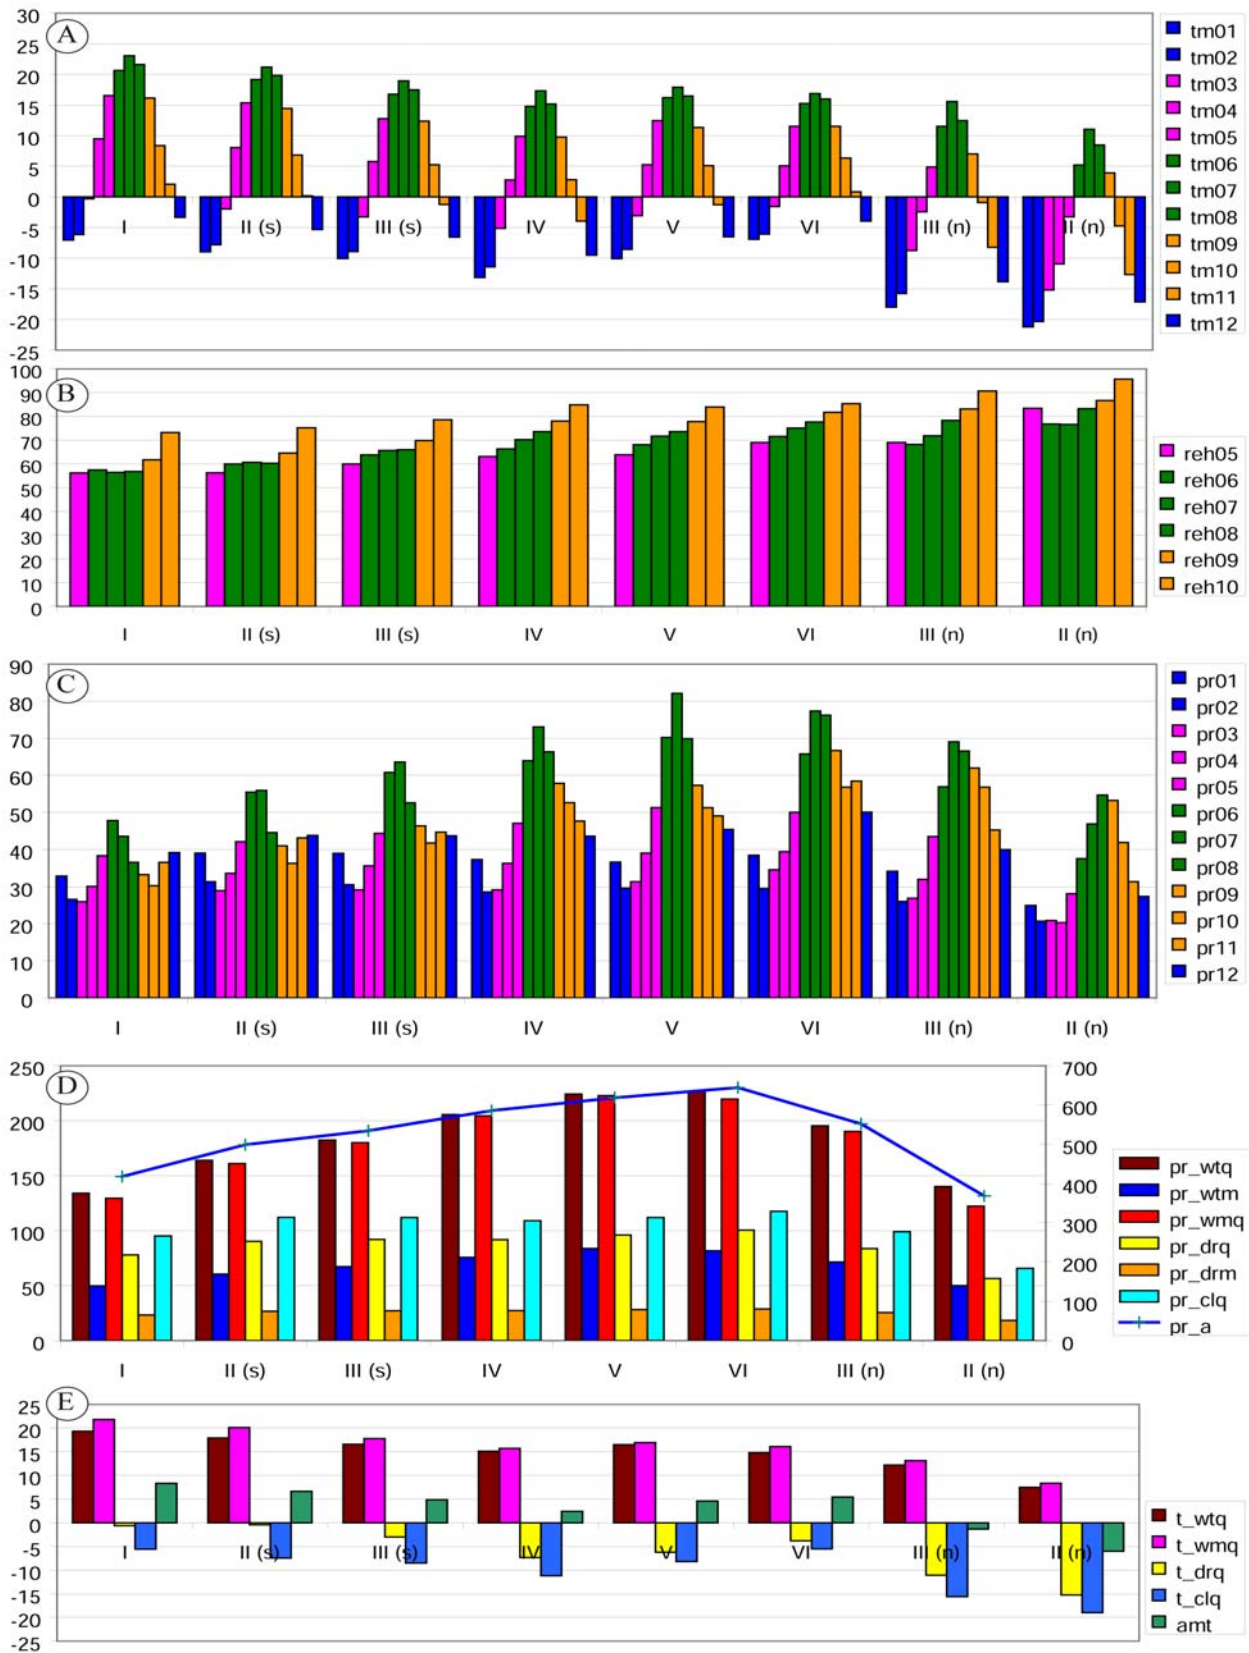 A
30
25
20
15
10
5
0
-5
-10
-15
-20
-25
I II (s) III (s) IV V VI III (n) II (n)
tm01
tm02
tm03
tm04
tm05
tm06
tm07
tm08
tm09
tm10
tm11
tm12
B
100
90
80
70
60
50
40
30
20
10
0
I II (s) III (s) IV V VI III (n) II (n)
reh05
reh06
reh07
reh08
reh09
reh10
C
90
80
70
60
50
40
30
20
10
0
I II (s) III (s) IV V VI III (n) II (n)
pr01
pr02
pr03
pr04
pr05
pr06
pr07
pr08
pr09
pr10
pr11
pr12
D
250
200
150
100
50
0
700
600
500
400
300
200
100
0
I II (s) III (s) IV V VI III (n) II (n)
pr_wtq
pr_wtm
pr_wmq
pr_drq
pr_drm
pr_clq
pr_a
E
25
20
15
10
5
0
-5
-10
-15
-20
-25
I II (s) III (s) IV V VI III (n) II (n)
t_wtq
t_wmq
t_drq
t_clq
amt